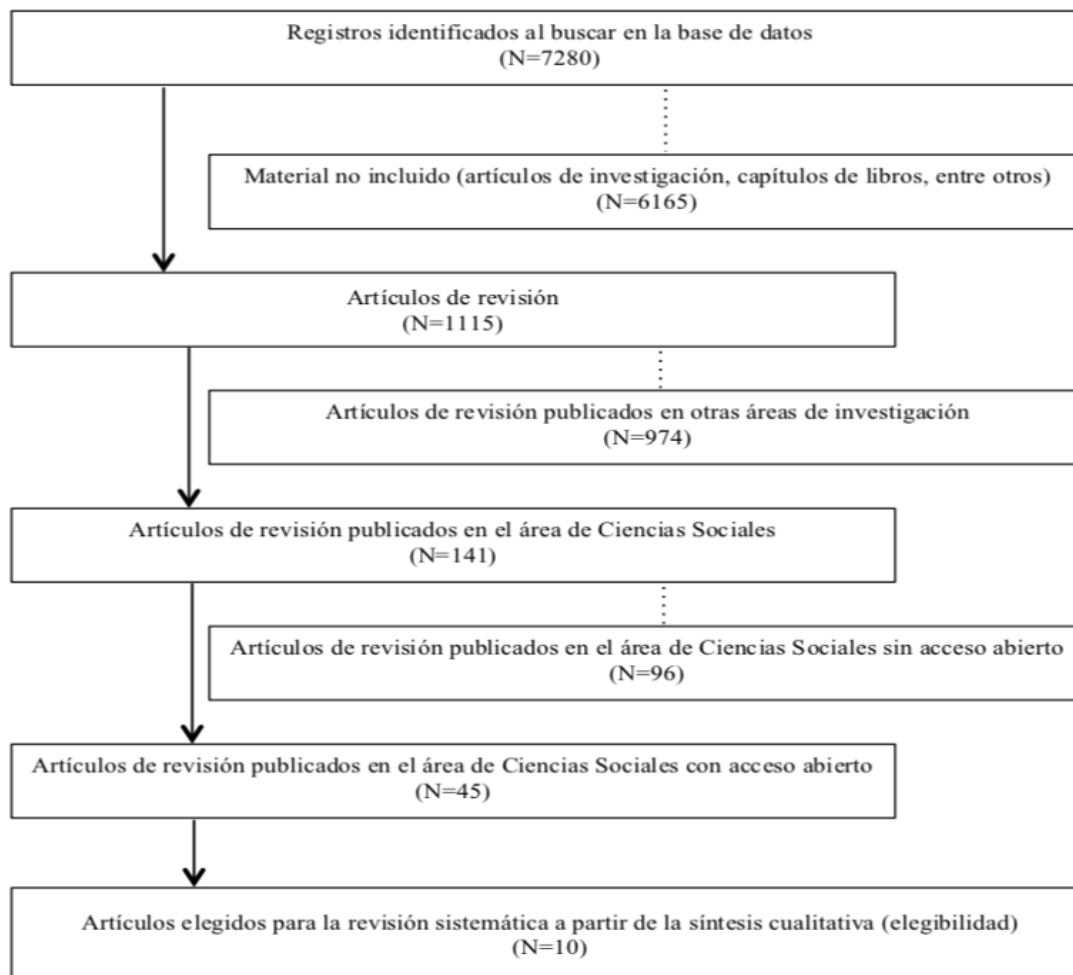 Registros identificados al buscar en la base de datos
(N=7280)
Material no incluido (artículos de investigación, capítulos de libros, entre otros)
(N=6165)
Artículos de revisión
(N=1115)
Artículos de revisión publicados en otras áreas de investigación
(N=974)
Artículos de revisión publicados en el área de Ciencias Sociales
(N=141)
Artículos de revisión publicados en el área de Ciencias Sociales sin acceso abierto
(N=96)
Artículos de revisión publicados en el área de Ciencias Sociales con acceso abierto
(N=45)
Artículos elegidos para la revisión sistemática a partir de la síntesis cualitativa (elegibilidad)
(N=10)